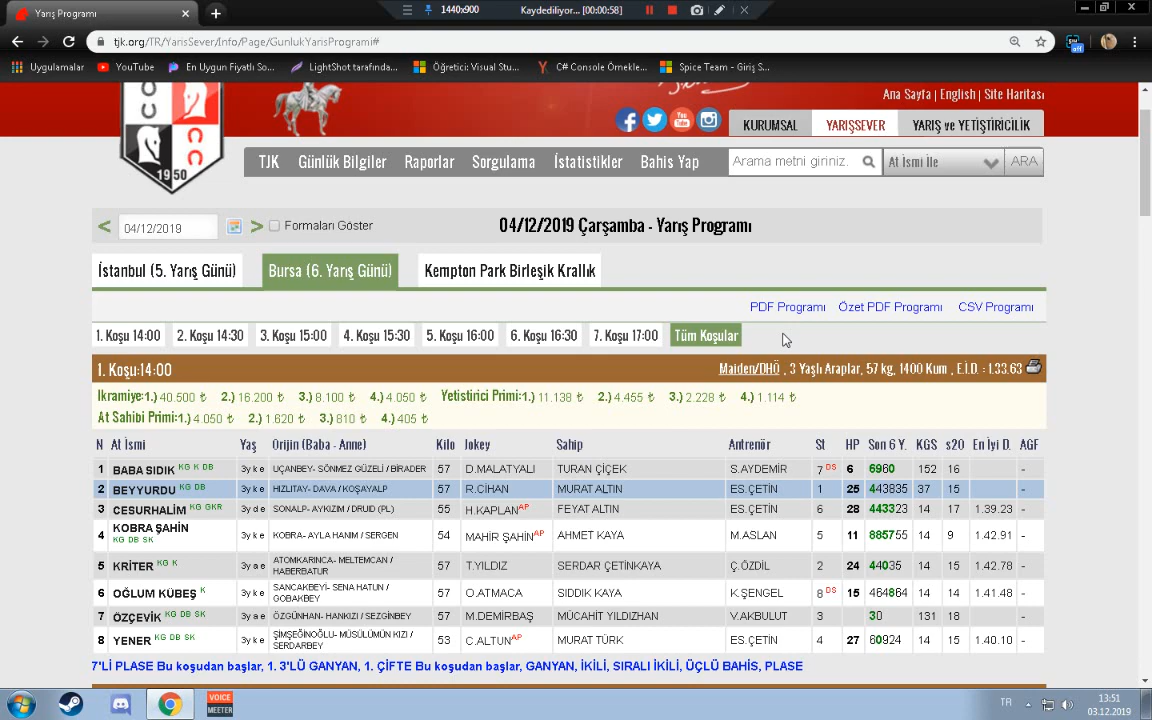 Yarış Programı
1440x900
Kaydediliyor... [00:00:58]
tjk.org/TR/YarisSever/Info/Page/GunlukYarisProgrami#
off
Uygulamalar
YouTube
En Uygun Fiyatlı So...
LightShot tarafında...
Öğretici: Visual Stu...
C# Console Örnekle...
Spice Team - Giriş S...
1950
Ana Sayfa | English | Site Haritası
KURUMSAL YARIŞSEVER YARIŞ ve YETİŞTİRİCİLİK
TJK Günlük Bilgiler Raporlar Sorgulama İstatistikler Bahis Yap Arama metni giriniz. At İsmi İle ARA
< 04/12/2019 > Formaları Göster 04/12/2019 Çarşamba - Yarış Programı
İstanbul (5. Yarış Günü) Bursa (6. Yarış Günü) Kempton Park Birleşik Krallık
PDF Programı Özet PDF Programı CSV Programı
1. Koşu 14:00 2. Koşu 14:30 3. Koşu 15:00 4. Koşu 15:30 5. Koşu 16:00 6. Koşu 16:30 7. Koşu 17:00 Tüm Koşular
1. Koşu:14:00 Maiden/DHÖ , 3 Yaşlı Araplar, 57 kg, 1400 Kum , E.İ.D. : 1.33.63
Ikramiye:1.) 40.500 ₺ 2.) 16.200 ₺ 3.) 8.100 ₺ 4.) 4.050 ₺ Yetistirici Primi:1.) 11.138 ₺ 2.) 4.455 ₺ 3.) 2.228 ₺ 4.) 1.114 ₺
At Sahibi Primi:1.) 4.050 ₺ 2.) 1.620 ₺ 3.) 810 ₺ 4.) 405 ₺
N At İsmi Yaş Orijin (Baba - Anne) Kilo Jokey Sahip Antrenör St HP Son 6 Y. KGS s20 En İyi D. AGF
1 BABA SIDIK KG K DB 3y k e UÇANBEY- SÖNMEZ GÜZELİ / BİRADER 57 D.MALATYALI TURAN ÇİÇEK S.AYDEMİR 7 DS 6 6960 152 16 -
2 BEYYURDU KG DB 3y k e HIZLITAY- DAVA / KOŞAYALP 57 R.CİHAN MURAT ALTIN ES.ÇETİN 1 25 443835 37 15 -
3 CESURHALİM KG GKR 3y d e SONALP- AYKIZIM / DRUID (PL) 55 H.KAPLAN AP FEYAT ALTIN ES.ÇETİN 6 28 443323 14 17 1.39.23 -
4 KOBRA ŞAHİN KG DB SK 3y k e KOBRA- AYLA HANIM / SERGEN 54 MAHİR ŞAHİN AP AHMET KAYA M.ASLAN 5 11 885755 14 9 1.42.91 -
5 KRİTER KG K 3y a e ATOMKARINCA- MELTEMCAN / HABERBATUR 57 T.YILDIZ SERDAR ÇETİNKAYA Ç.ÖZDİL 2 24 44035 14 15 1.42.78 -
6 OĞLUM KÜBEŞ K 3y k e SANCAKBEYİ- SENA HATUN / GOBAKBEY 57 O.ATMACA SIDDIK KAYA K.ŞENGEL 8 DS 15 464864 14 14 1.41.48 -
7 ÖZÇEVİK KG DB SK 3y a e ÖZGÜNHAN- HANKIZI / SEZGİNBEY 57 M.DEMİRBAŞ MÜCAHİT YILDIZHAN V.AKBULUT 3 30 131 18 -
8 YENER KG DB SK 3y k e ŞİMŞEĞİNOĞLU- MÜSÜLÜMÜN KIZI / SERDARBEY 53 C.ALTUN AP MURAT TÜRK ES.ÇETİN 4 27 60924 14 15 1.40.10 -
7'Lİ PLASE Bu koşudan başlar, 1. 3'LÜ GANYAN, 1. ÇİFTE Bu koşudan başlar, GANYAN, İKİLİ, SIRALI İKİLİ, ÜÇLÜ BAHİS, PLASE
VOICE
MEETER
TR
13:51
03.12.2019